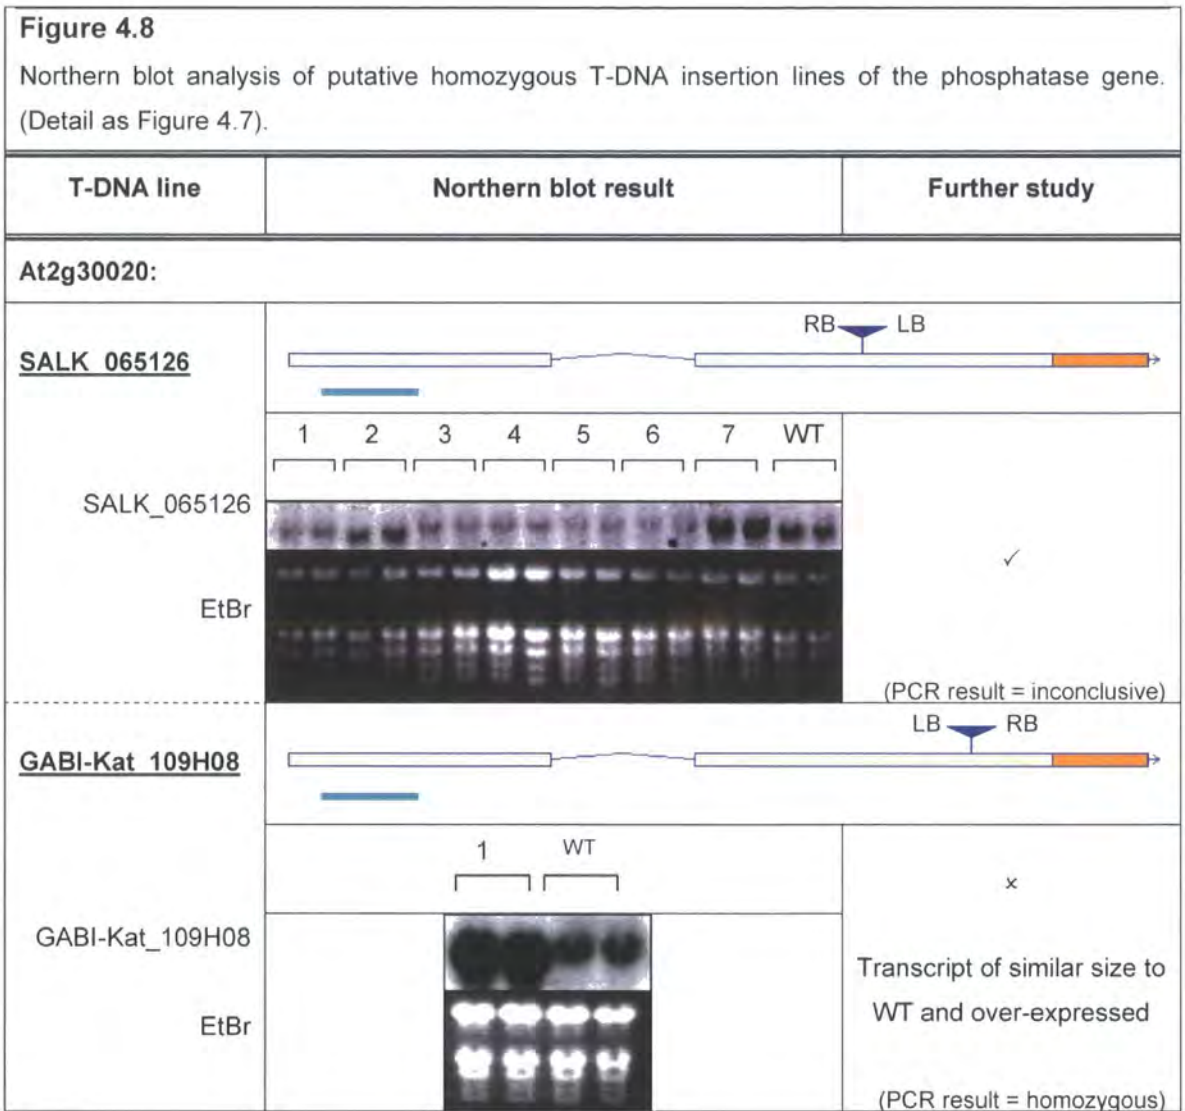 Figure 4.8
Northern blot analysis of putative homozygous T-DNA insertion lines of the phosphatase gene.
(Detail as Figure 4.7).
T-DNA line Northern blot result Further study
At2g30020:
SALK_065126
RB LB
1 2 3 4 5 6 7 WT
SALK_065126
EtBr
✓
(PCR result = inconclusive)
GABI-Kat_109H08
LB RB
1 WT
GABI-Kat_109H08
EtBr
×
Transcript of similar size to
WT and over-expressed
(PCR result = homozygous)